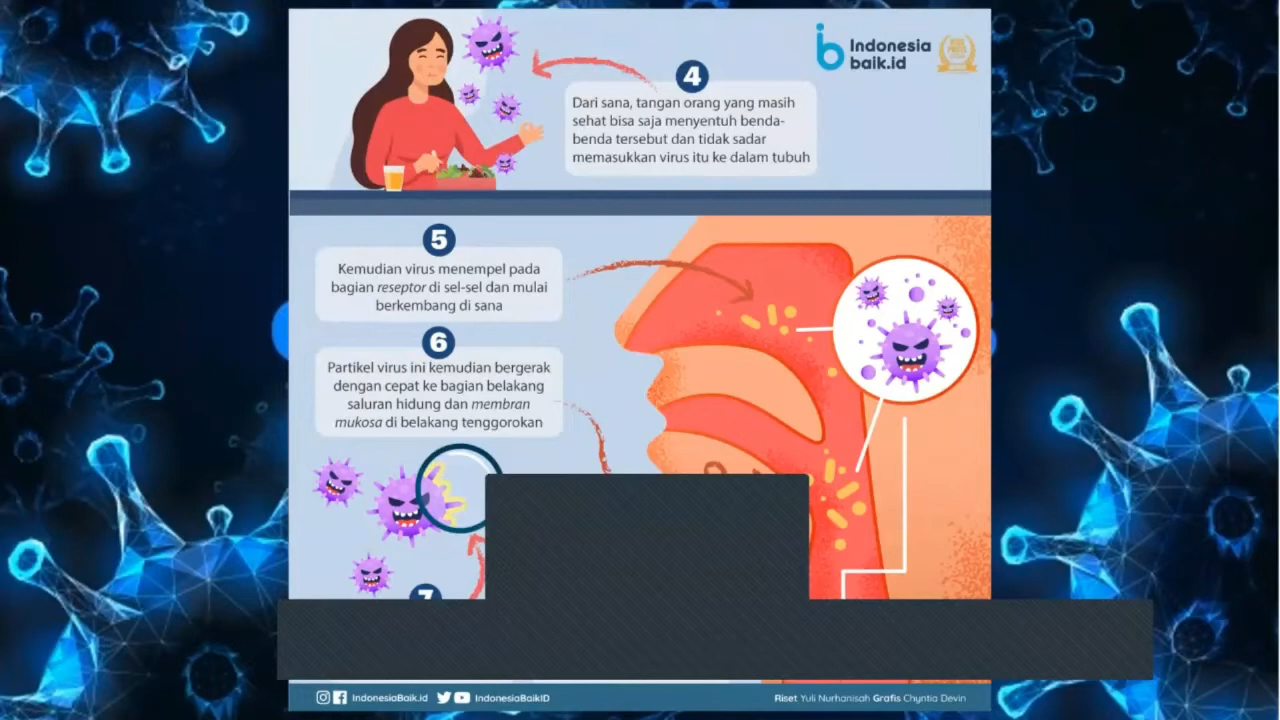 Indonesia
baik.id
4
Dari sana, tangan orang yang masih
sehat bisa saja menyentuh benda-
benda tersebut dan tidak sadar
memasukkan virus itu ke dalam tubuh
5
Kemudian virus menempel pada
bagian reseptor di sel-sel dan mulai
berkembang di sana
6
Partikel virus ini kemudian bergerak
dengan cepat ke bagian belakang
saluran hidung dan membran
mukosa di belakang tenggorokan
7
IndonesiaBaik.id IndonesiaBaikID
Riset Yuli Nurhanisah Grafis Chyntia Devin